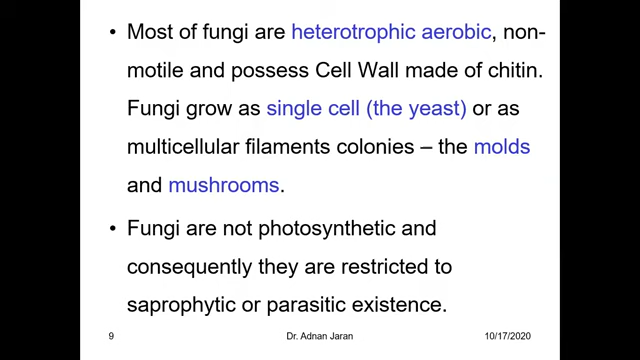 • Most of fungi are heterotrophic aerobic, non-
motile and possess Cell Wall made of chitin.
Fungi grow as single cell (the yeast) or as
multicellular filaments colonies – the molds
and mushrooms.
• Fungi are not photosynthetic and
consequently they are restricted to
saprophytic or parasitic existence.
9 Dr. Adnan Jaran 10/17/2020